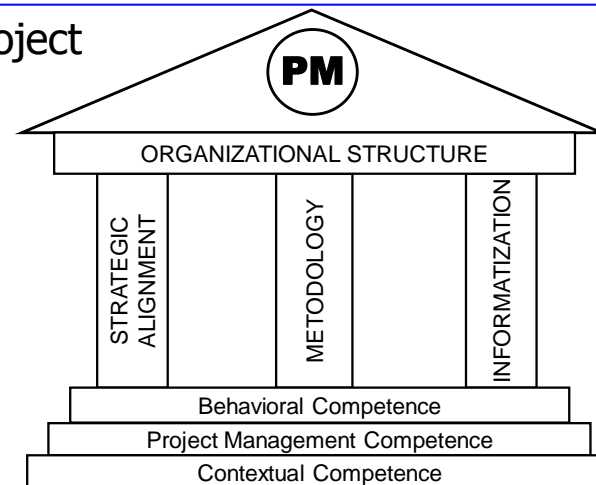 oject
PM
ORGANIZATIONAL STRUCTURE
STRATEGIC
ALIGNMENT
METODOLOGY
INFORMATIZATION
Behavioral Competence
Project Management Competence
Contextual Competence